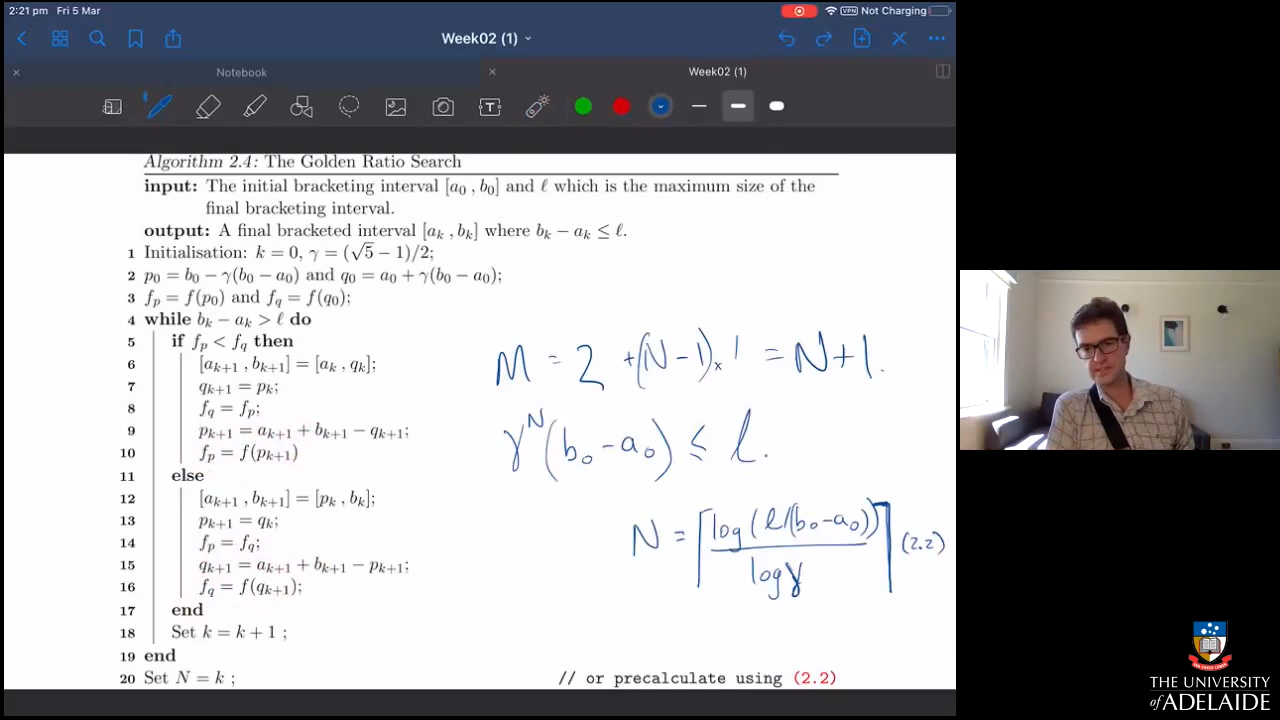 2:21 pm Fri 5 Mar
VPN Not Charging
Week02 (1)
Notebook
Week02 (1)
T
Algorithm 2.4: The Golden Ratio Search
input: The initial bracketing interval [a₀ , b₀] and ℓ which is the maximum size of the
final bracketing interval.
output: A final bracketed interval [aₖ , bₖ] where bₖ − aₖ ≤ ℓ.
1 Initialisation: k = 0, γ = (√5 − 1)/2;
2 p₀ = b₀ − γ(b₀ − a₀) and q₀ = a₀ + γ(b₀ − a₀);
3 fₚ = f(p₀) and f_q = f(q₀);
4 while bₖ − aₖ > ℓ do
5 if fₚ < f_q then
6 [aₖ₊₁ , bₖ₊₁] = [aₖ , qₖ];
7 qₖ₊₁ = pₖ;
8 f_q = fₚ;
9 pₖ₊₁ = aₖ₊₁ + bₖ₊₁ − qₖ₊₁;
10 fₚ = f(pₖ₊₁)
11 else
12 [aₖ₊₁ , bₖ₊₁] = [pₖ , bₖ];
13 pₖ₊₁ = qₖ;
14 fₚ = f_q;
15 qₖ₊₁ = aₖ₊₁ + bₖ₊₁ − pₖ₊₁;
16 f_q = f(qₖ₊₁);
17 end
18 Set k = k + 1 ;
19 end
20 Set N = k ; // or precalculate using (2.2)
M = 2 + (N − 1) × 1 = N + 1.
γᴺ(b₀ − a₀) ≤ ℓ.
N = ⌈log(ℓ/(b₀ − a₀)) / log γ⌉ (2.2)
THE UNIVERSITY
of ADELAIDE